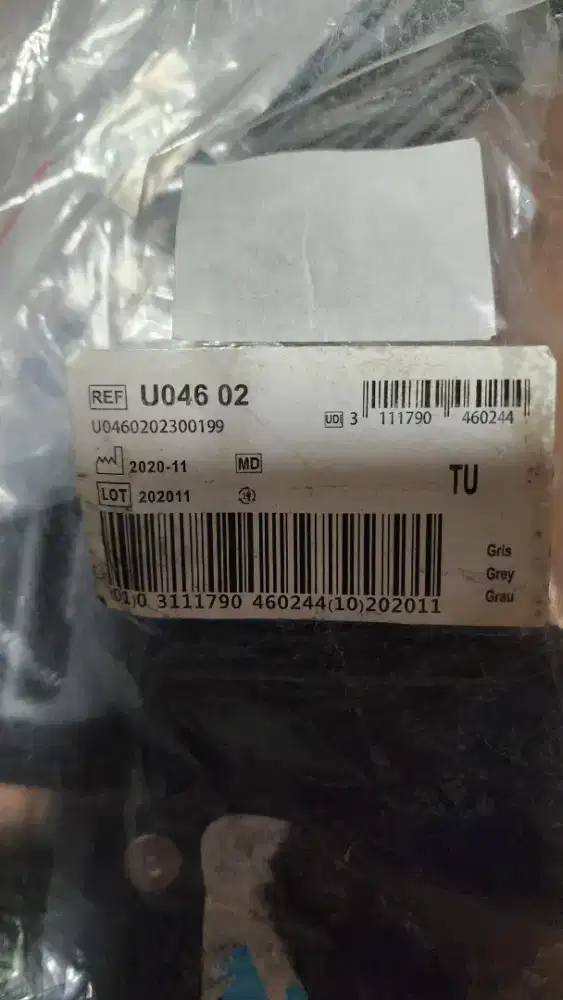 REF U046 02
U0460202300199
UDI 3 111790 460244
2020-11 MD
LOT 202011
TU
Gris
Grey
Grau
(01)0 3111790 460244(10)202011